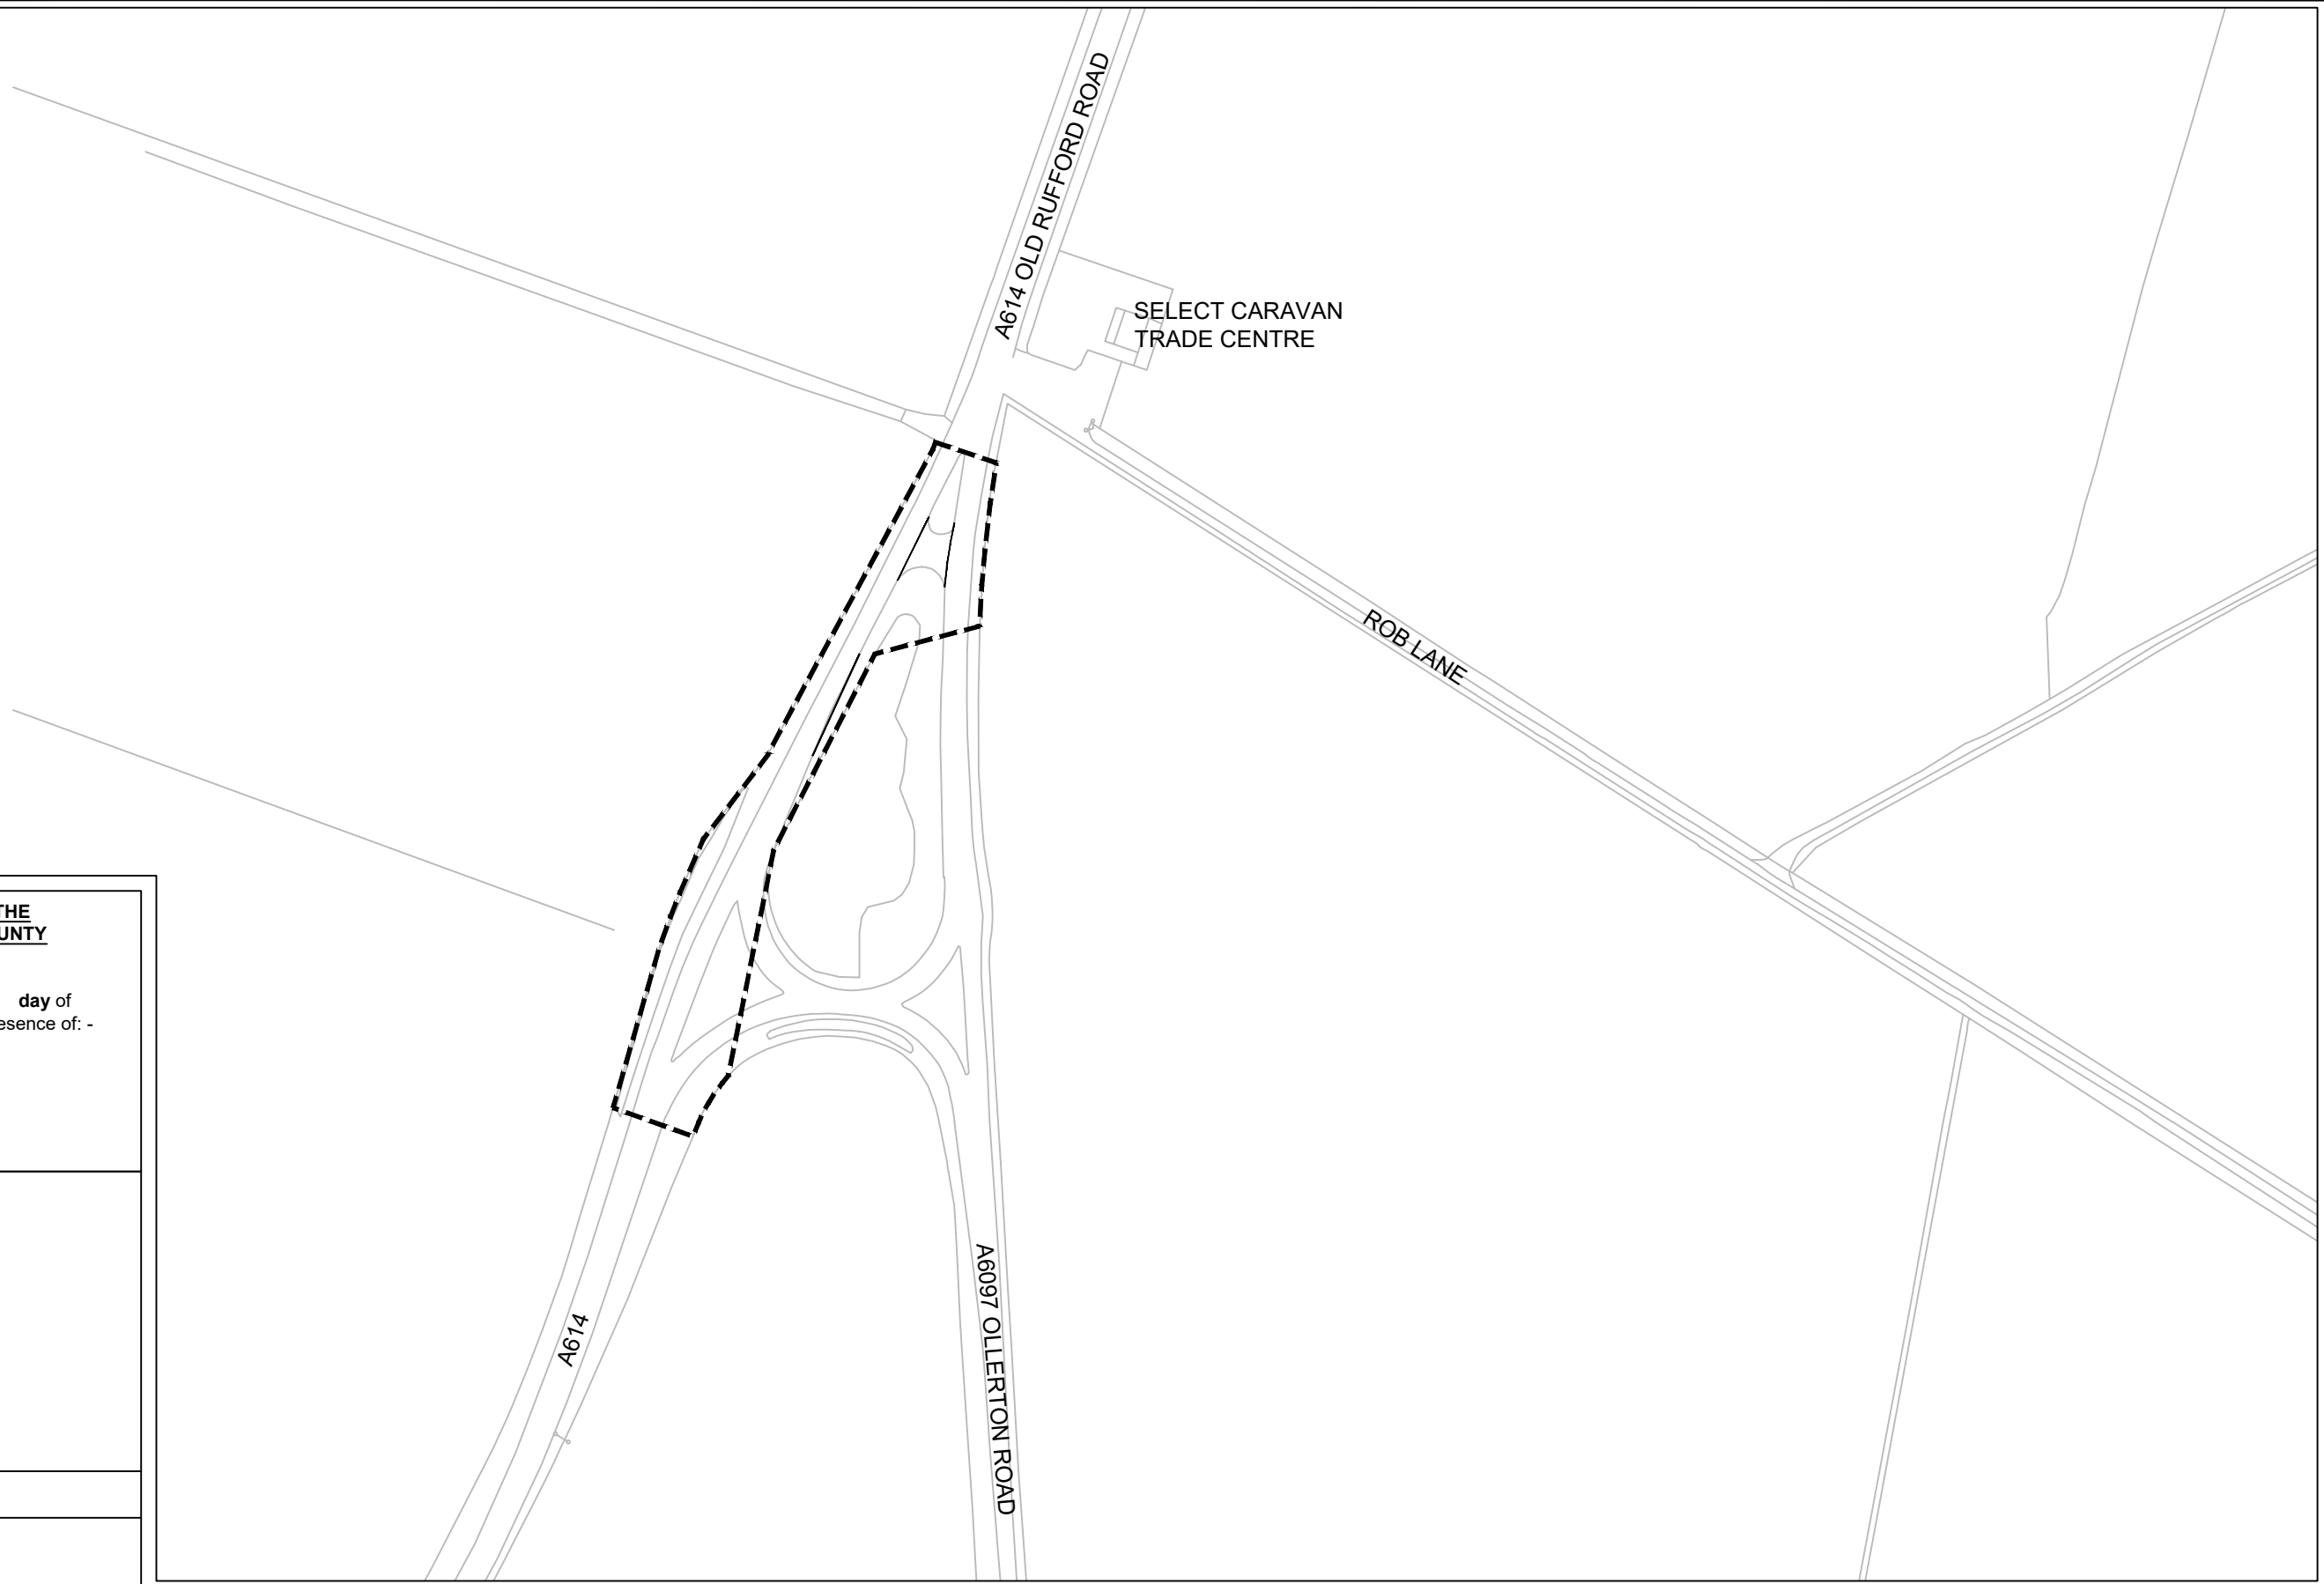 A614 OLD RUFFORD ROAD
SELECT CARAVAN
TRADE CENTRE
ROB LANE
THE
UNTY
day of
esence of: -
A614
A6097 OLLERTON ROAD